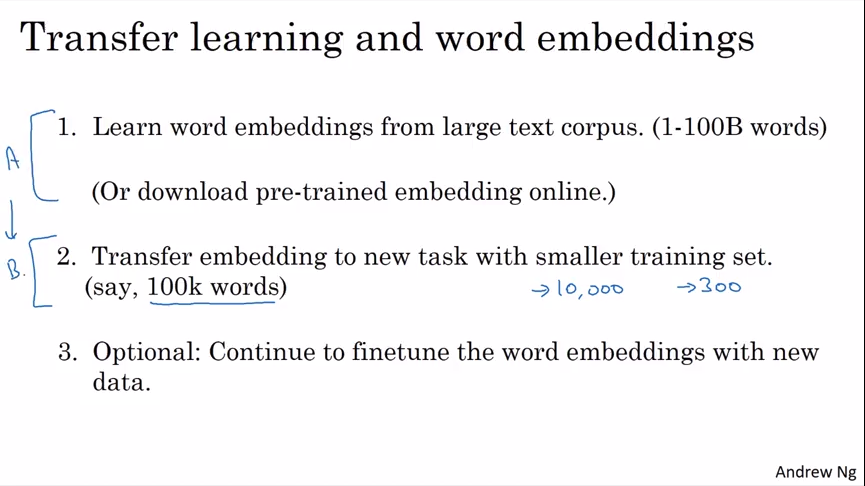 Transfer learning and word embeddings
A
1. Learn word embeddings from large text corpus. (1-100B words)
(Or download pre-trained embedding online.)
B.
2. Transfer embedding to new task with smaller training set.
(say, 100k words) →10,000 →300
3. Optional: Continue to finetune the word embeddings with new
data.
Andrew Ng